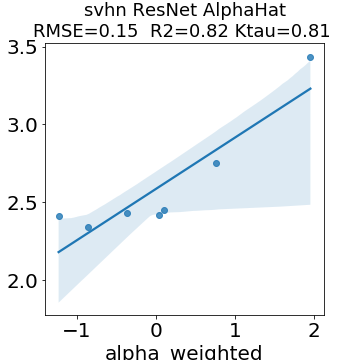 svhn ResNet AlphaHat
RMSE=0.15 R2=0.82 Ktau=0.81
3.5
3.0
2.5
2.0
−1 0 1 2
alpha_weighted